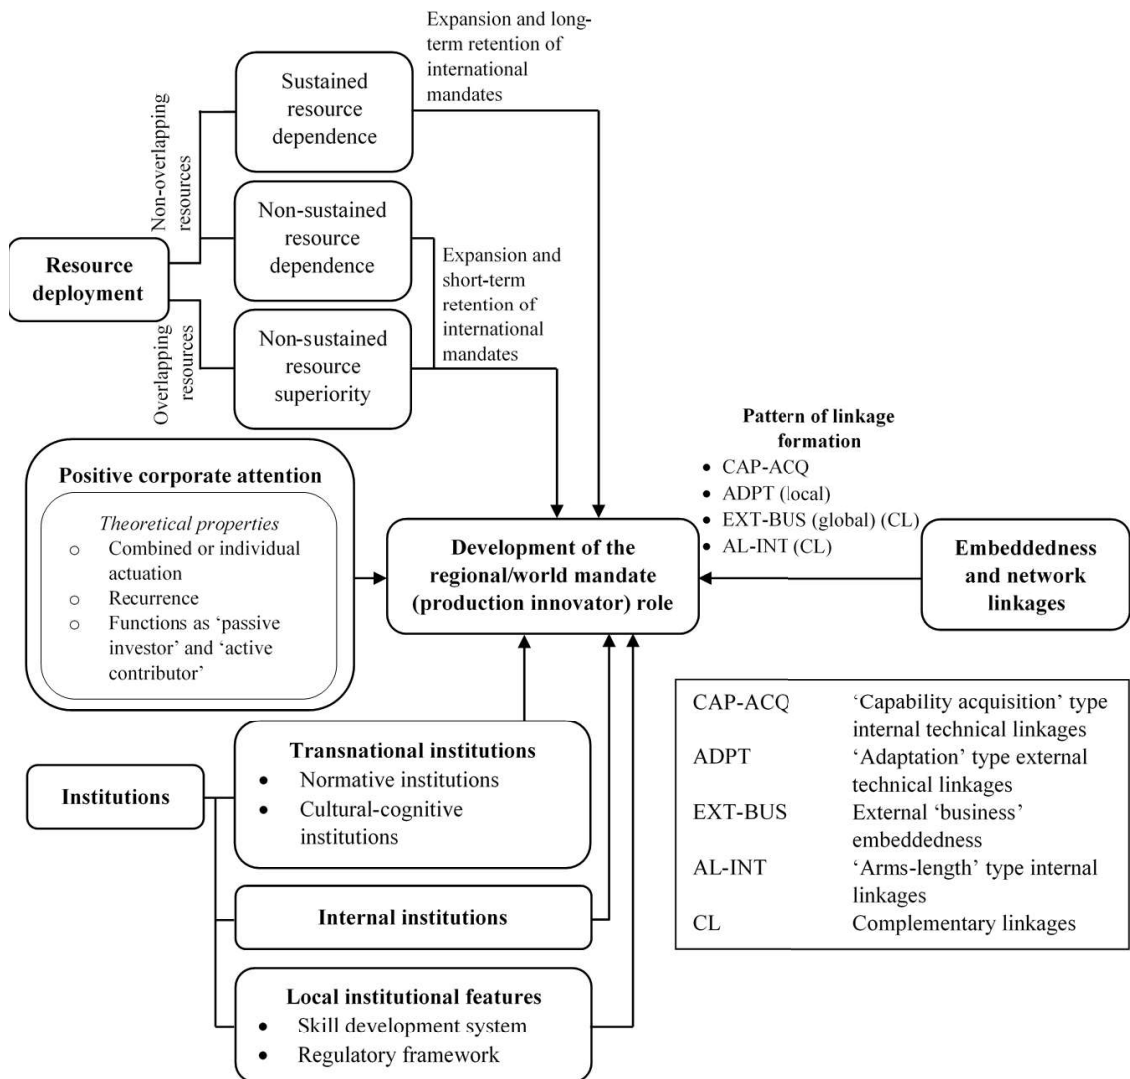 Expansion and long-
term retention of
international
mandates
Sustained
resource
dependence
Non-overlapping
resources
Non-sustained
resource
dependence
Resource
deployment
Expansion and
short-term
retention of
international
mandates
Overlapping
resources
Non-sustained
resource
superiority
Pattern of linkage
formation
• CAP-ACQ
• ADPT (local)
• EXT-BUS (global) (CL)
• AL-INT (CL)
Positive corporate attention
Theoretical properties
o Combined or individual
actuation
o Recurrence
o Functions as ‘passive
investor’ and ‘active
contributor’
Development of the
regional/world mandate
(production innovator) role
Embeddedness
and network
linkages
CAP-ACQ ‘Capability acquisition’ type
internal technical linkages
ADPT ‘Adaptation’ type external
technical linkages
EXT-BUS External ‘business’
embeddedness
AL-INT ‘Arms-length’ type internal
linkages
CL Complementary linkages
Institutions
Transnational institutions
• Normative institutions
• Cultural-cognitive
institutions
Internal institutions
Local institutional features
• Skill development system
• Regulatory framework